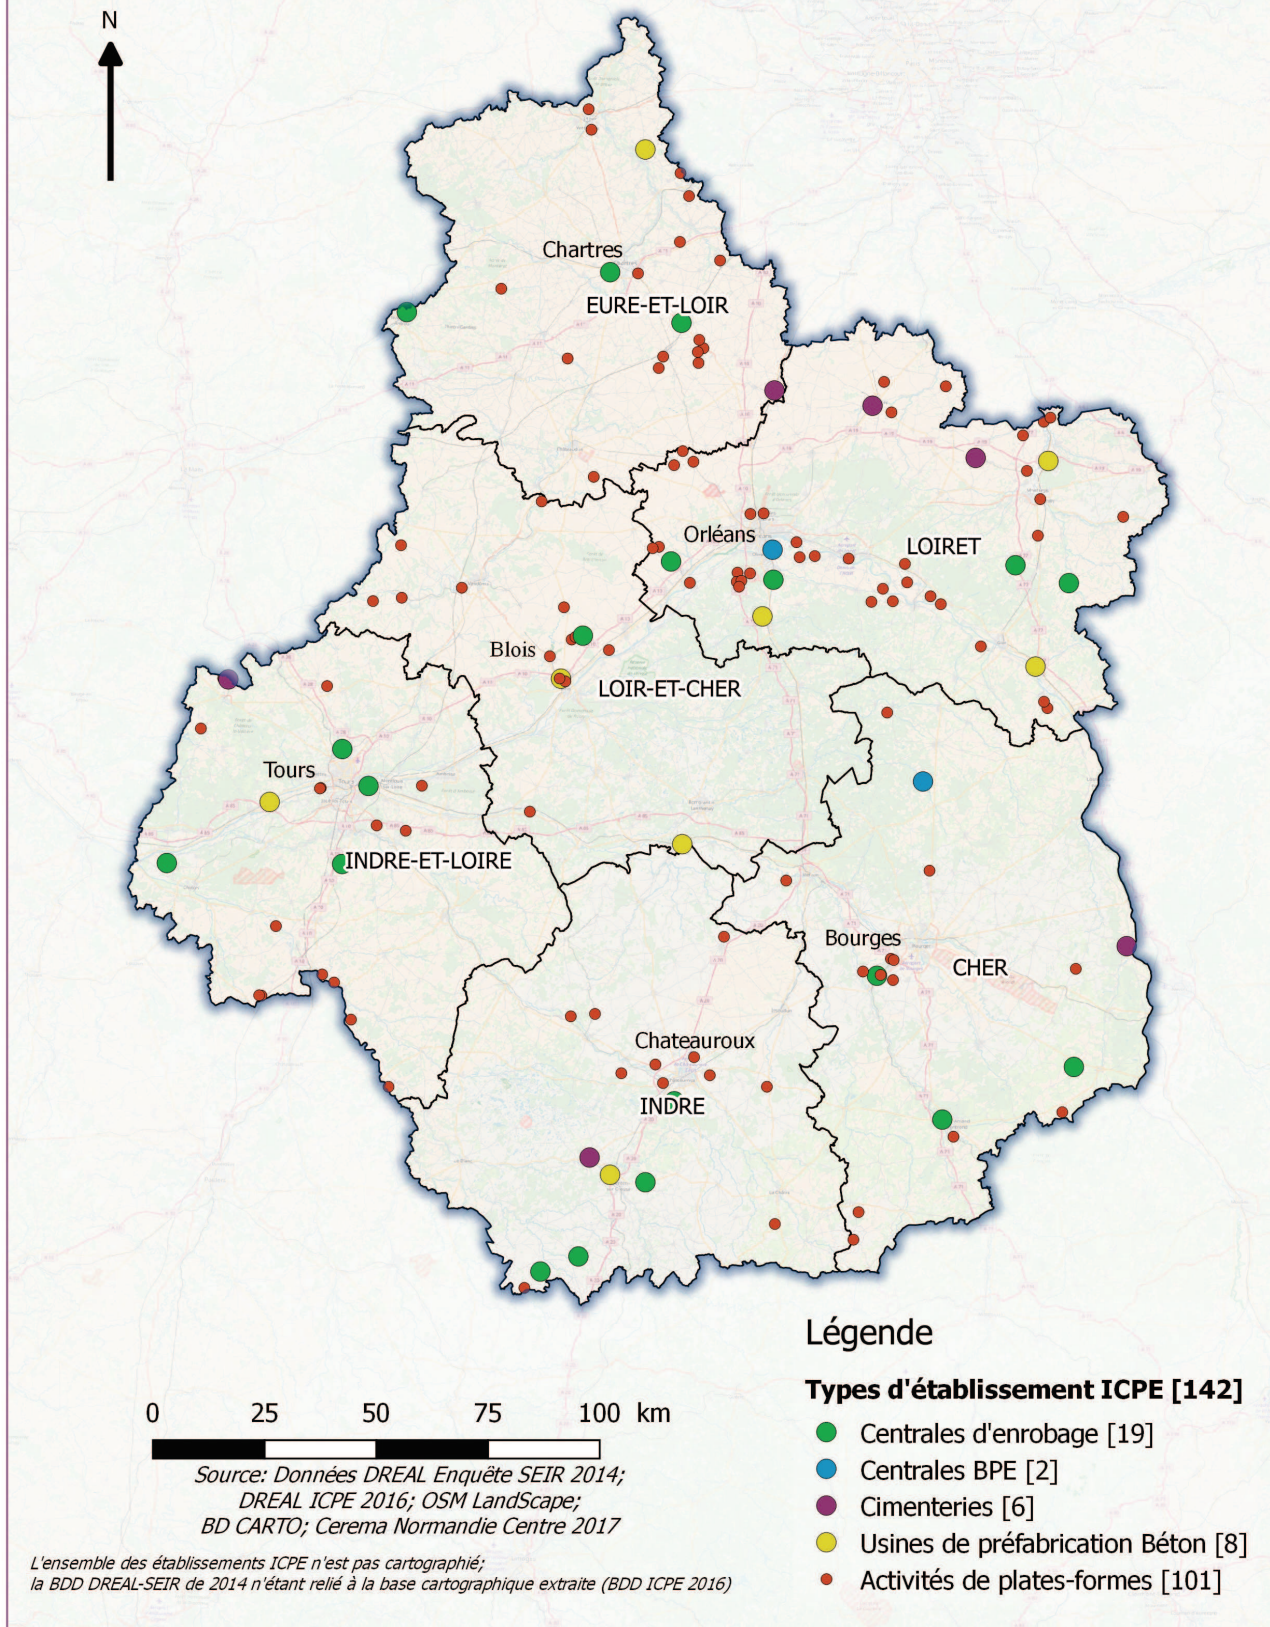 N
Chartres
EURE-ET-LOIR
Orléans
LOIRET
Blois
LOIR-ET-CHER
Tours
INDRE-ET-LOIRE
Bourges
CHER
Chateauroux
INDRE
Légende
Types d'établissement ICPE [142]
Centrales d'enrobage [19]
Centrales BPE [2]
Cimenteries [6]
Usines de préfabrication Béton [8]
Activités de plates-formes [101]
0 25 50 75 100 km
Source: Données DREAL Enquête SEIR 2014;
DREAL ICPE 2016; OSM LandScape;
BD CARTO; Cerema Normandie Centre 2017
L'ensemble des établissements ICPE n'est pas cartographié;
la BDD DREAL-SEIR de 2014 n'étant relié à la base cartographique extraite (BDD ICPE 2016)